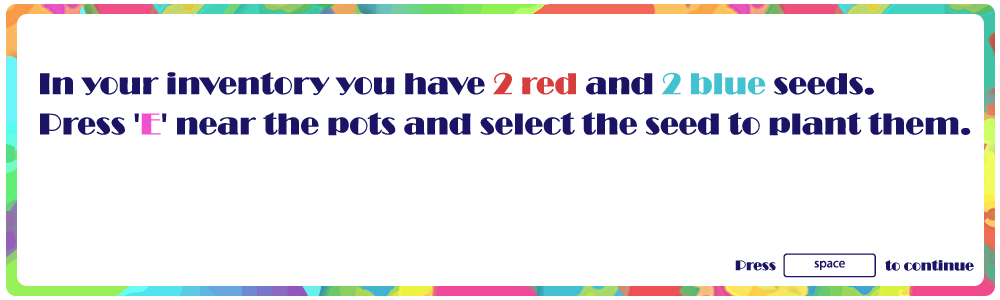 In your inventory you have 2 red and 2 blue seeds.
Press 'E' near the pots and select the seed to plant them.
Press space to continue